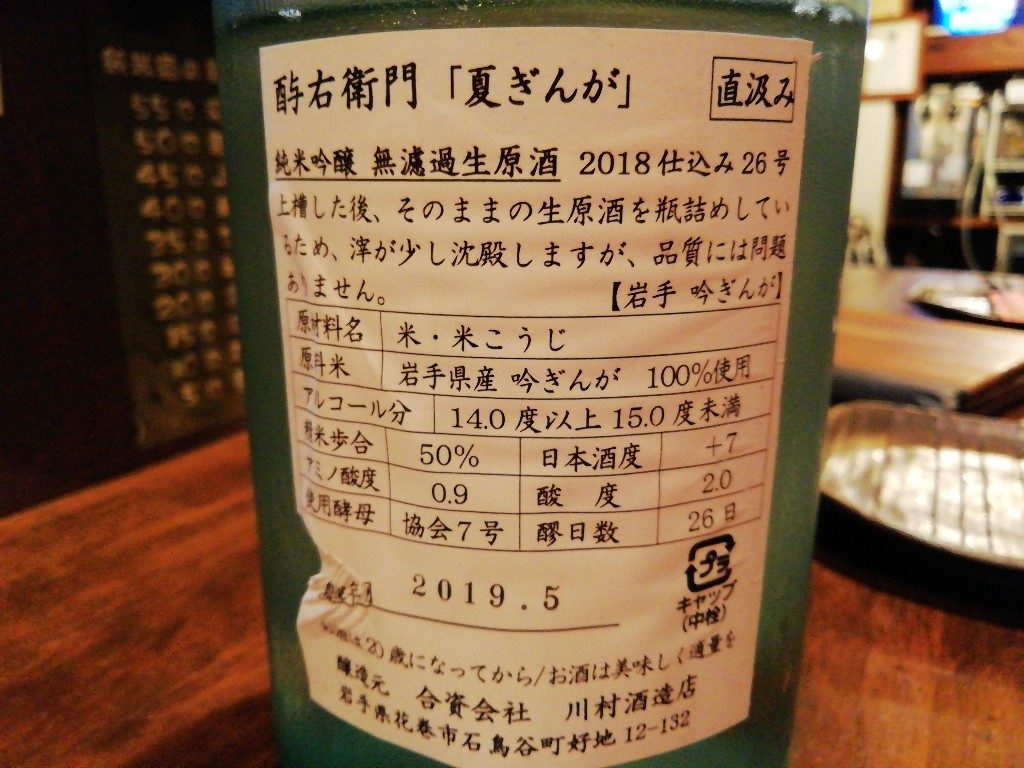 酉与右衛門「夏ぎんが」 直汲み
純米吟醸 無濾過生原酒 2018仕込み26号
上槽した後、そのままの生原酒を瓶詰めしてい
るため、滓が少し沈殿しますが、品質には問題
ありません。 【岩手 吟ぎんが】
原材料名 米・米こうじ
原料米 岩手県産 吟ぎんが 100%使用
アルコール分 14.0 度以上 15.0 度未満
精米歩合 50% 日本酒度 +7
アミノ酸度 0.9 酸 度 2.0
使用酵母 協会7号 醪日数 26日
2019.5
プラ
キャップ
(中栓)
20歳になってから/お酒は美味しく適量を
醸造元 合資会社 川村酒造店
岩手県花巻市石鳥谷町好地 12-132